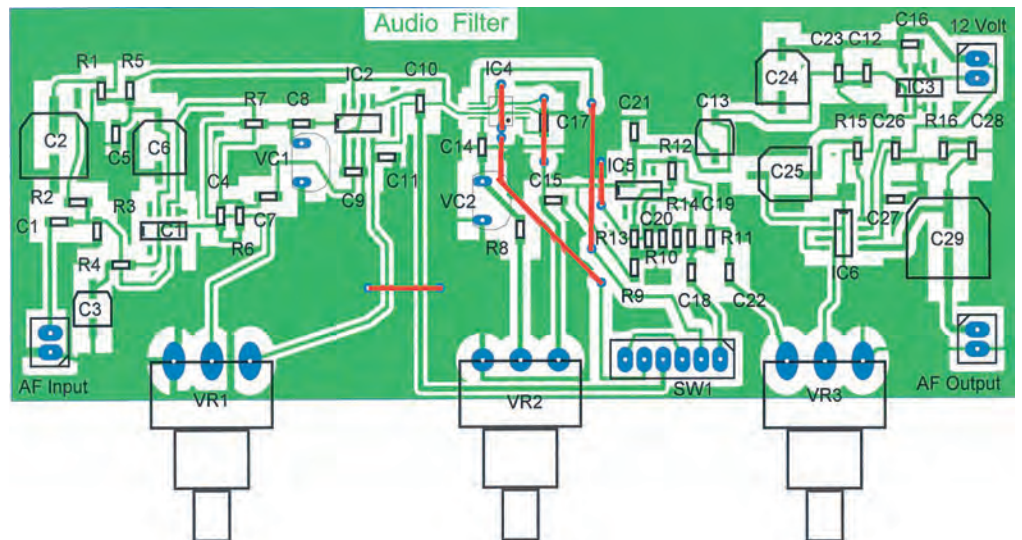 Audio Filter
C16
12 Volt
R1
R5
IC2
C10
IC4
C23
C12
C24
IC3
C2
C5
C6
R7
C8
C17
C21
C13
R15
C26
R16
C28
VC1
C14
R12
C25
R2
C4
C11
C15
IC5
C1
R3
C7
C9
VC2
R14
C19
C27
IC1
R6
R8
R13
C20
R10
R11
C6
C29
R4
C3
R9
C18
C22
AF Input
VR1
VR2
SW1
VR3
AF Output